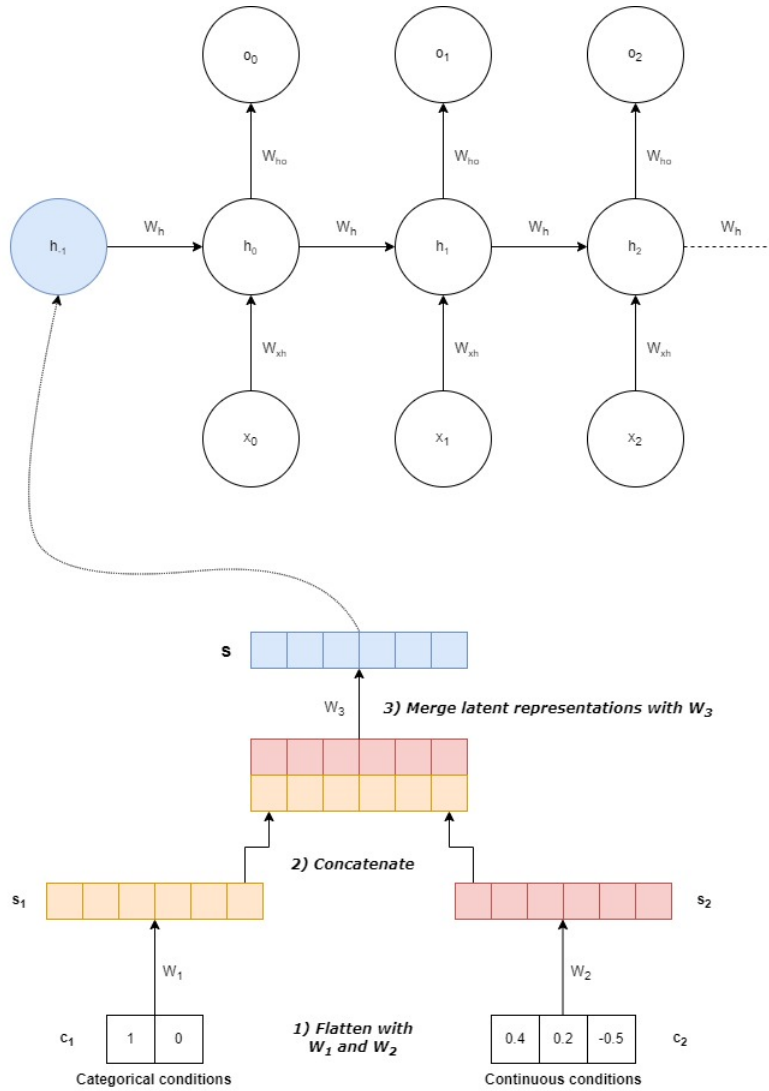 o₀ o₁ o₂
Wₕₒ Wₕₒ Wₕₒ
Wₕ Wₕ Wₕ Wₕ
h₋₁ h₀ h₁ h₂
Wₓₕ Wₓₕ Wₓₕ
x₀ x₁ x₂
s
W₃ 3) Merge latent representations with W₃
2) Concatenate
s₁ s₂
W₁ W₂
c₁ 1 0 1) Flatten with 0.4 0.2 -0.5 c₂
W₁ and W₂
Categorical conditions Continuous conditions